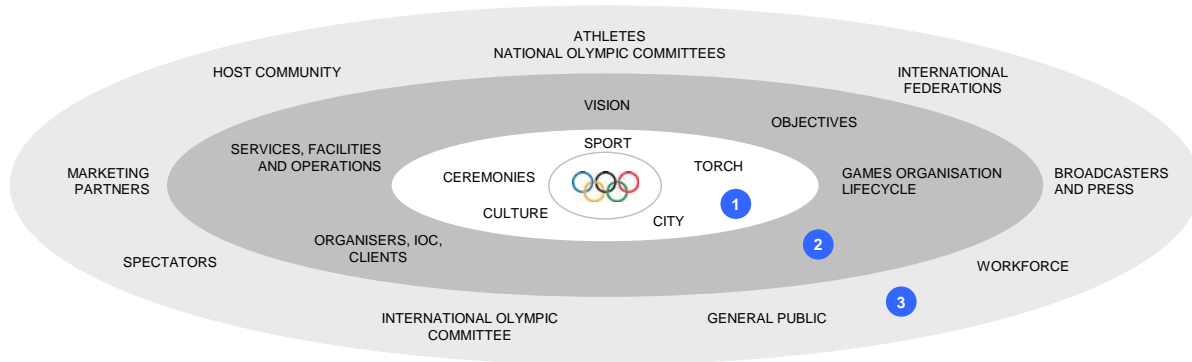 ATHLETES
NATIONAL OLYMPIC COMMITTEES
HOST COMMUNITY
INTERNATIONAL
FEDERATIONS
VISION
OBJECTIVES
SPORT
SERVICES, FACILITIES
AND OPERATIONS
TORCH
MARKETING
PARTNERS
CEREMONIES
GAMES ORGANISATION
LIFECYCLE
BROADCASTERS
AND PRESS
1
CULTURE
CITY
ORGANISERS, IOC,
CLIENTS
2
SPECTATORS
WORKFORCE
3
INTERNATIONAL OLYMPIC
COMMITTEE
GENERAL PUBLIC